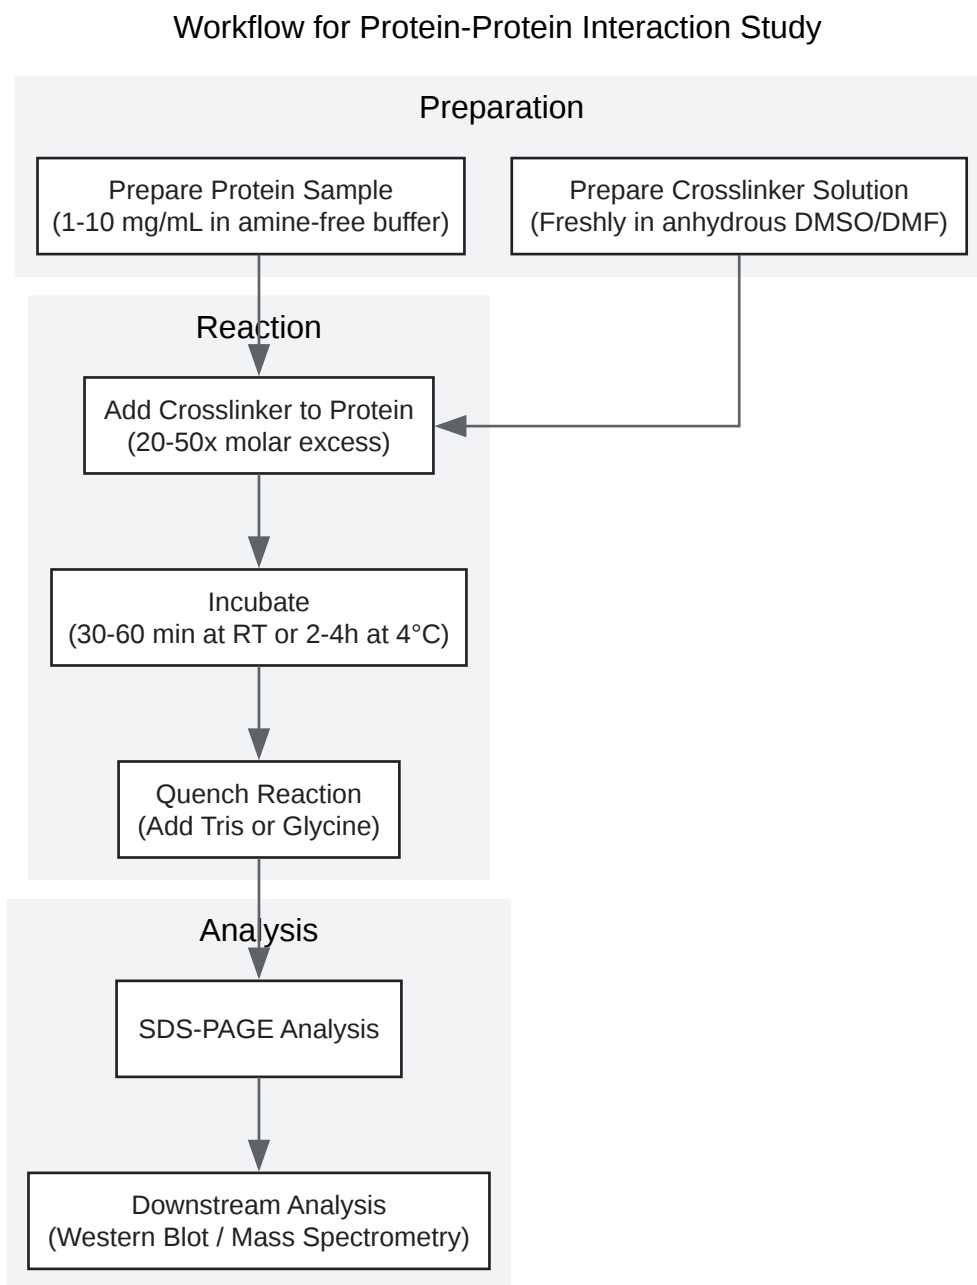 Workflow for Protein-Protein Interaction Study
Preparation
Prepare Protein Sample
(1-10 mg/mL in amine-free buffer)
Prepare Crosslinker Solution
(Freshly in anhydrous DMSO/DMF)
Reaction
Add Crosslinker to Protein
(20-50x molar excess)
Incubate
(30-60 min at RT or 2-4h at 4°C)
Quench Reaction
(Add Tris or Glycine)
Analysis
SDS-PAGE Analysis
Downstream Analysis
(Western Blot / Mass Spectrometry)